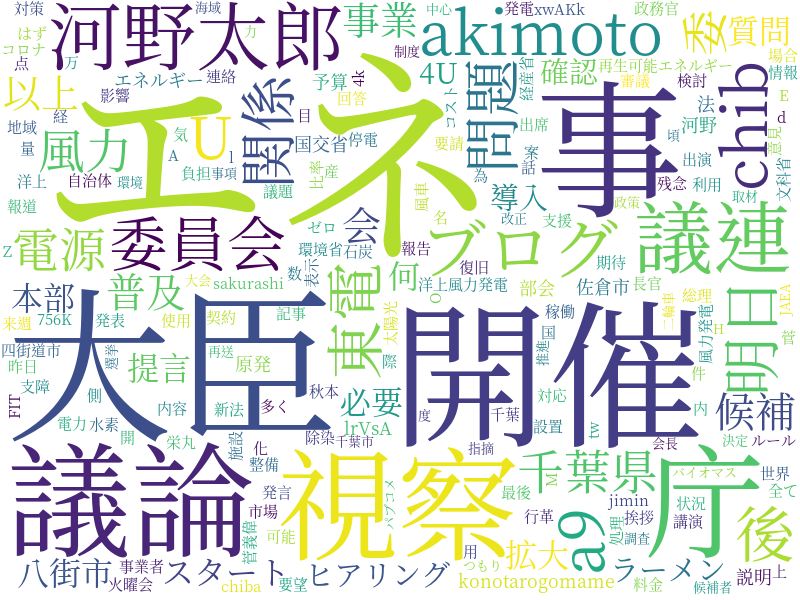 対策
海域
中心
発電
xwAKk
政務官
はず
コロナ
点
万
河野太郎
事業
akimoto
委
質問
力
制度
再生可能エネルギー
場合
情報
エネルギー
連絡
予算
4k
回答
4U
確認
経産省
審議
検討
以上
影響
エネ
関係
目
コスト
問題
事
chib
法
E
d
意見
地域
経
量
風力
気
A
l
U
国交省
停電
要請
出席
案
話
頃
河野
洋上
自治体
環境
負担
事項
議題
比率
産
風車
導入
為
出演
残念
利用
文科省
取材
報道
電源
委員会
会
ゼロ
ブログ
名
改正
支援
政策
議連
Z
環境省
石炭
報告
復旧
部会
期待
佐倉市
長官
本部
普及
大会
sakurashi
数
表示
東電
何
洋上風力発電
O
稼働
総理
二輪車
JAEA
明日
来週
756K
発表
使用
契約
記事
太陽光
国
推進
風力発電
H
答
四街道市
大臣
開催
昨日
支障
側
選挙
提言
再送
原発
秋本
必要
度
千葉
対応
件
候補
FIT
電力
水素
内容
新法
多く
lrVsA
設置
tw
内
決定
ルール
開
栄丸
施設
化
除染
千葉市
指摘
会長
議論
整備
視察
千葉県
庁
バイオマス
世界
発言
市場
パブコメ
最後
M
a9
jimin
状況
全て
後
菅義偉
可能
行革
挨拶
処理
講演
調査
八街市
事業者
スタート
ヒアリング
用
拡大
ラーメン
説明
上
火曜会
chiba
要望
つもり
konotarogomame
料金
候補者